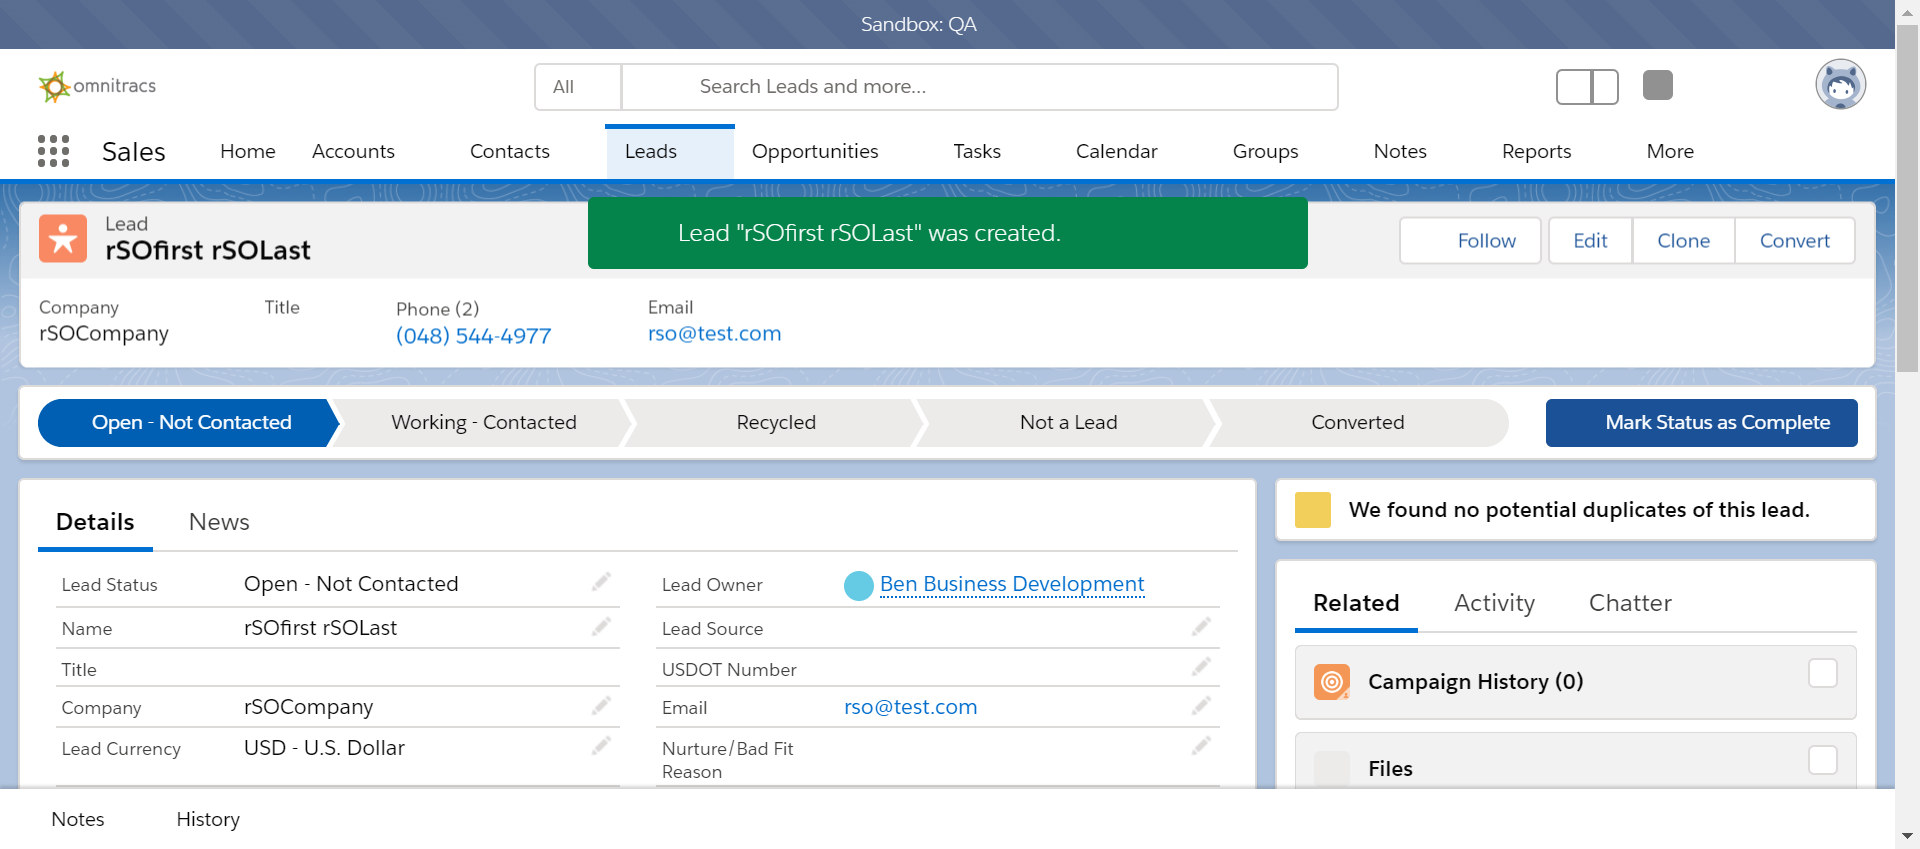 Sandbox: QA
omnitracs
All
Search Leads and more...
Sales
Home
Accounts
Contacts
Leads
Opportunities
Tasks
Calendar
Groups
Notes
Reports
More
Lead
rSOfirst rSOLast
Lead "rSOfirst rSOLast" was created.
Follow
Edit
Clone
Convert
Company
rSOCompany
Title
Phone (2)
(048) 544-4977
Email
rso@test.com
Open - Not Contacted
Working - Contacted
Recycled
Not a Lead
Converted
Mark Status as Complete
Details
News
Lead Status
Open - Not Contacted
Name
rSOfirst rSOLast
Title
Company
rSOCompany
Lead Currency
USD - U.S. Dollar
Lead Owner
Ben Business Development
Lead Source
USDOT Number
Email
rso@test.com
Nurture/Bad Fit
Reason
We found no potential duplicates of this lead.
Related
Activity
Chatter
Campaign History (0)
Files
Notes
History